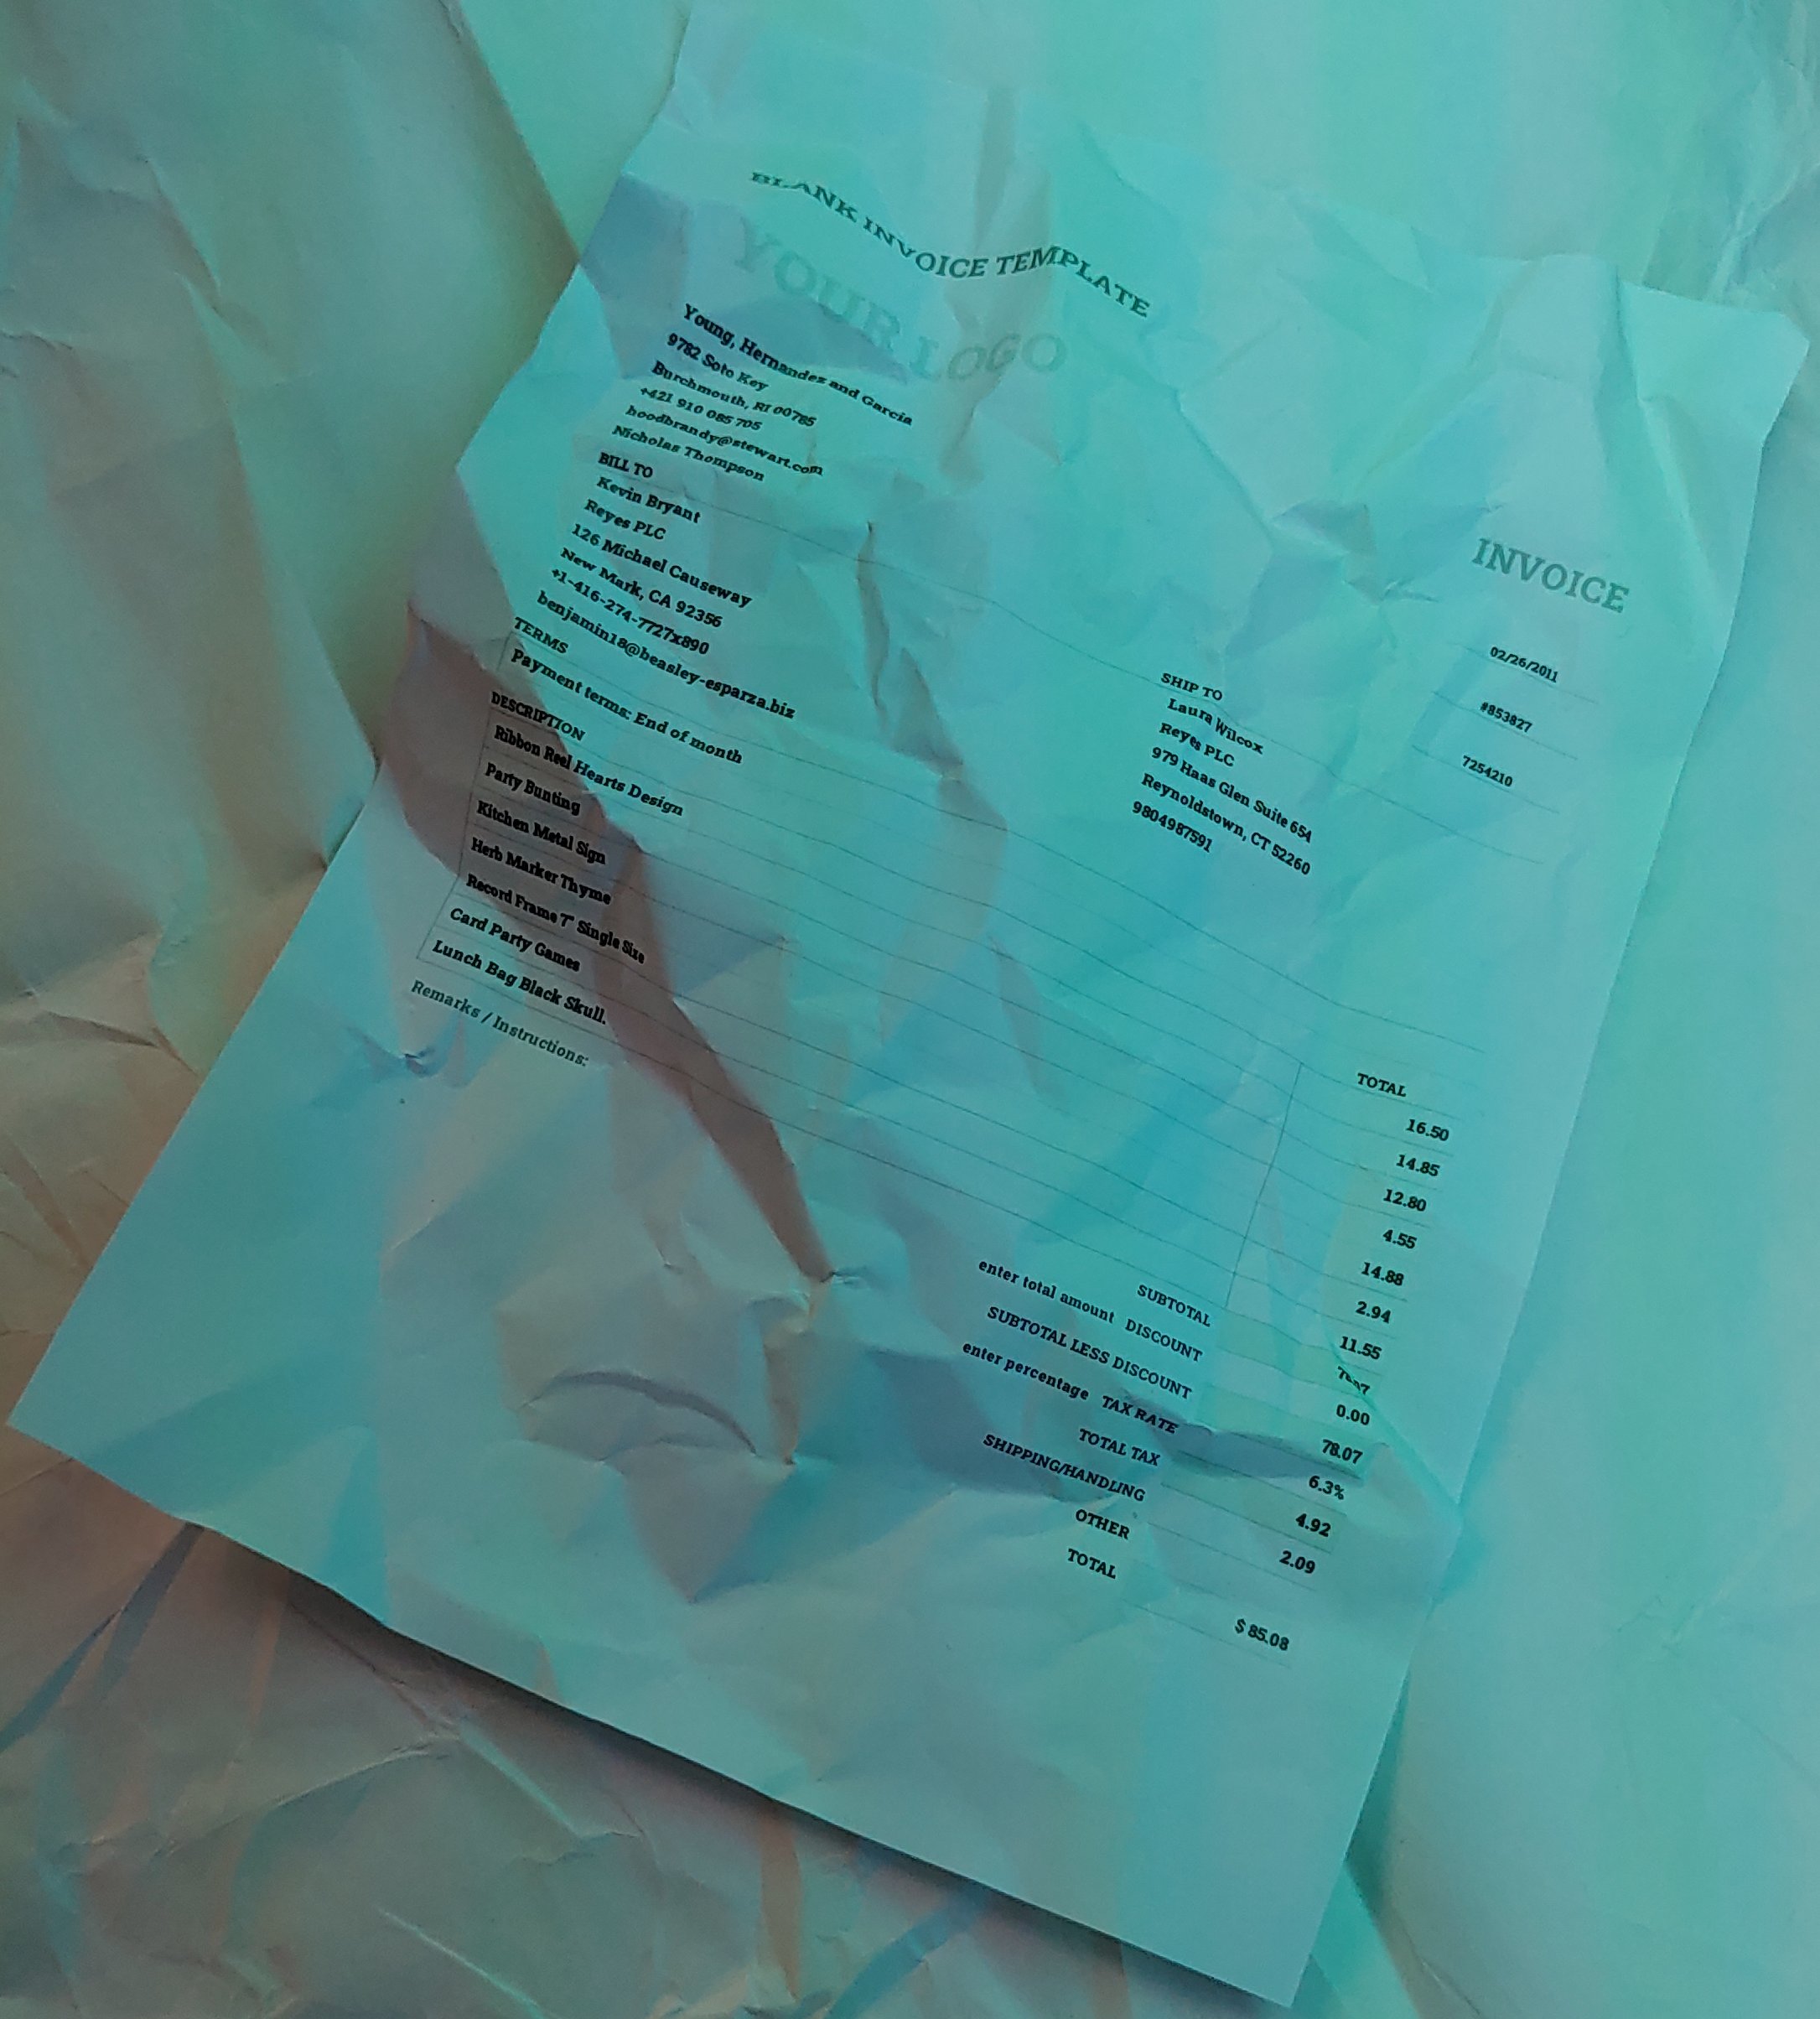 BLANK INVOICE TEMPLATE
YOUR LOGO
INVOICE
Young, Hernandez and Garcia
9782 Soto Key
Burchmouth, RI 00785
+421 910 085 705
hoodbrandy@stewart.com
Nicholas Thompson
02/26/2011
#853827
7254210
BILL TO
Kevin Bryant
Reyes PLC
126 Michael Causeway
New Mark, CA 92356
+1-416-274-7727x890
benjamin18@beasley-esparza.biz
SHIP TO
Laura Wilcox
Reyes PLC
979 Haas Glen Suite 654
Reynoldstown, CT 52260
9804987591
TERMS
Payment terms: End of month
DESCRIPTION TOTAL
Ribbon Reel Hearts Design 16.50
Party Bunting 14.85
Kitchen Metal Sign 12.80
Herb Marker Thyme 4.55
Record Frame 7" Single Size 14.88
Card Party Games 2.94
Lunch Bag Black Skull. 11.55
Remarks / Instructions:
SUBTOTAL
enter total amount DISCOUNT 0.00
SUBTOTAL LESS DISCOUNT 78.07
enter percentage TAX RATE 6.3%
TOTAL TAX 4.92
SHIPPING/HANDLING 2.09
OTHER
TOTAL $ 85.08